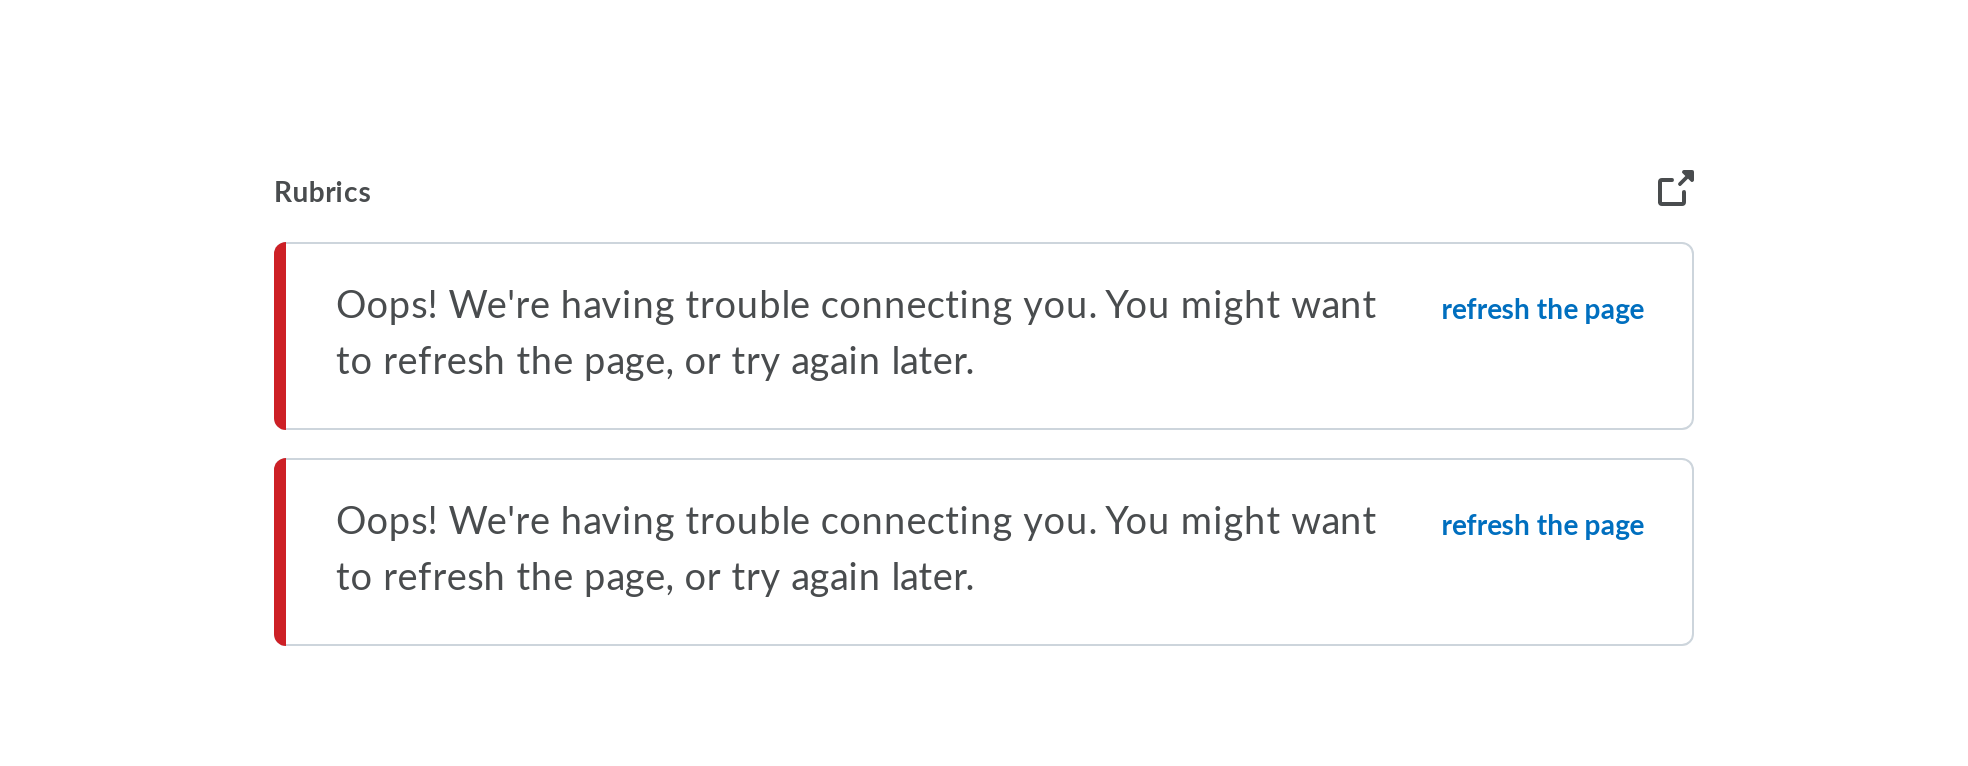 Rubrics
Oops! We're having trouble connecting you. You might want
to refresh the page, or try again later.
refresh the page
Oops! We're having trouble connecting you. You might want
to refresh the page, or try again later.
refresh the page